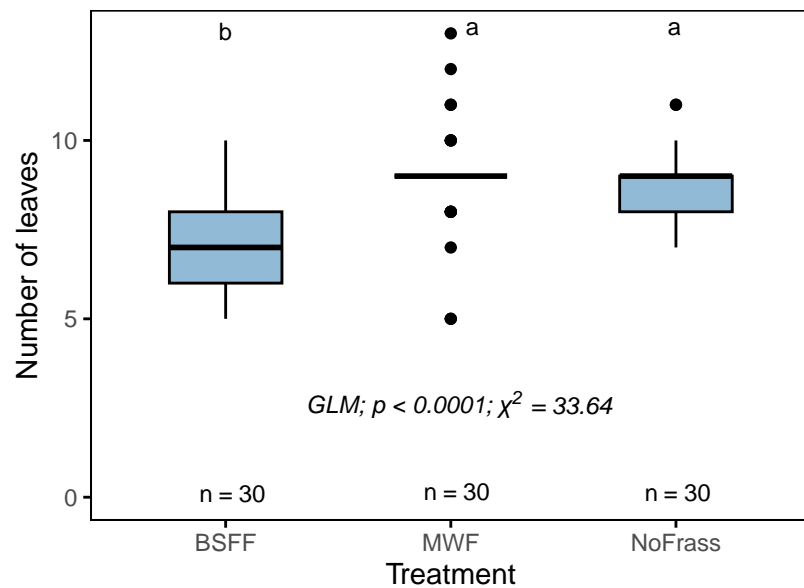 b a a
Number of leaves
10
5
0
GLM; p < 0.0001; χ² = 33.64
n = 30 n = 30 n = 30
BSFF MWF NoFrass
Treatment